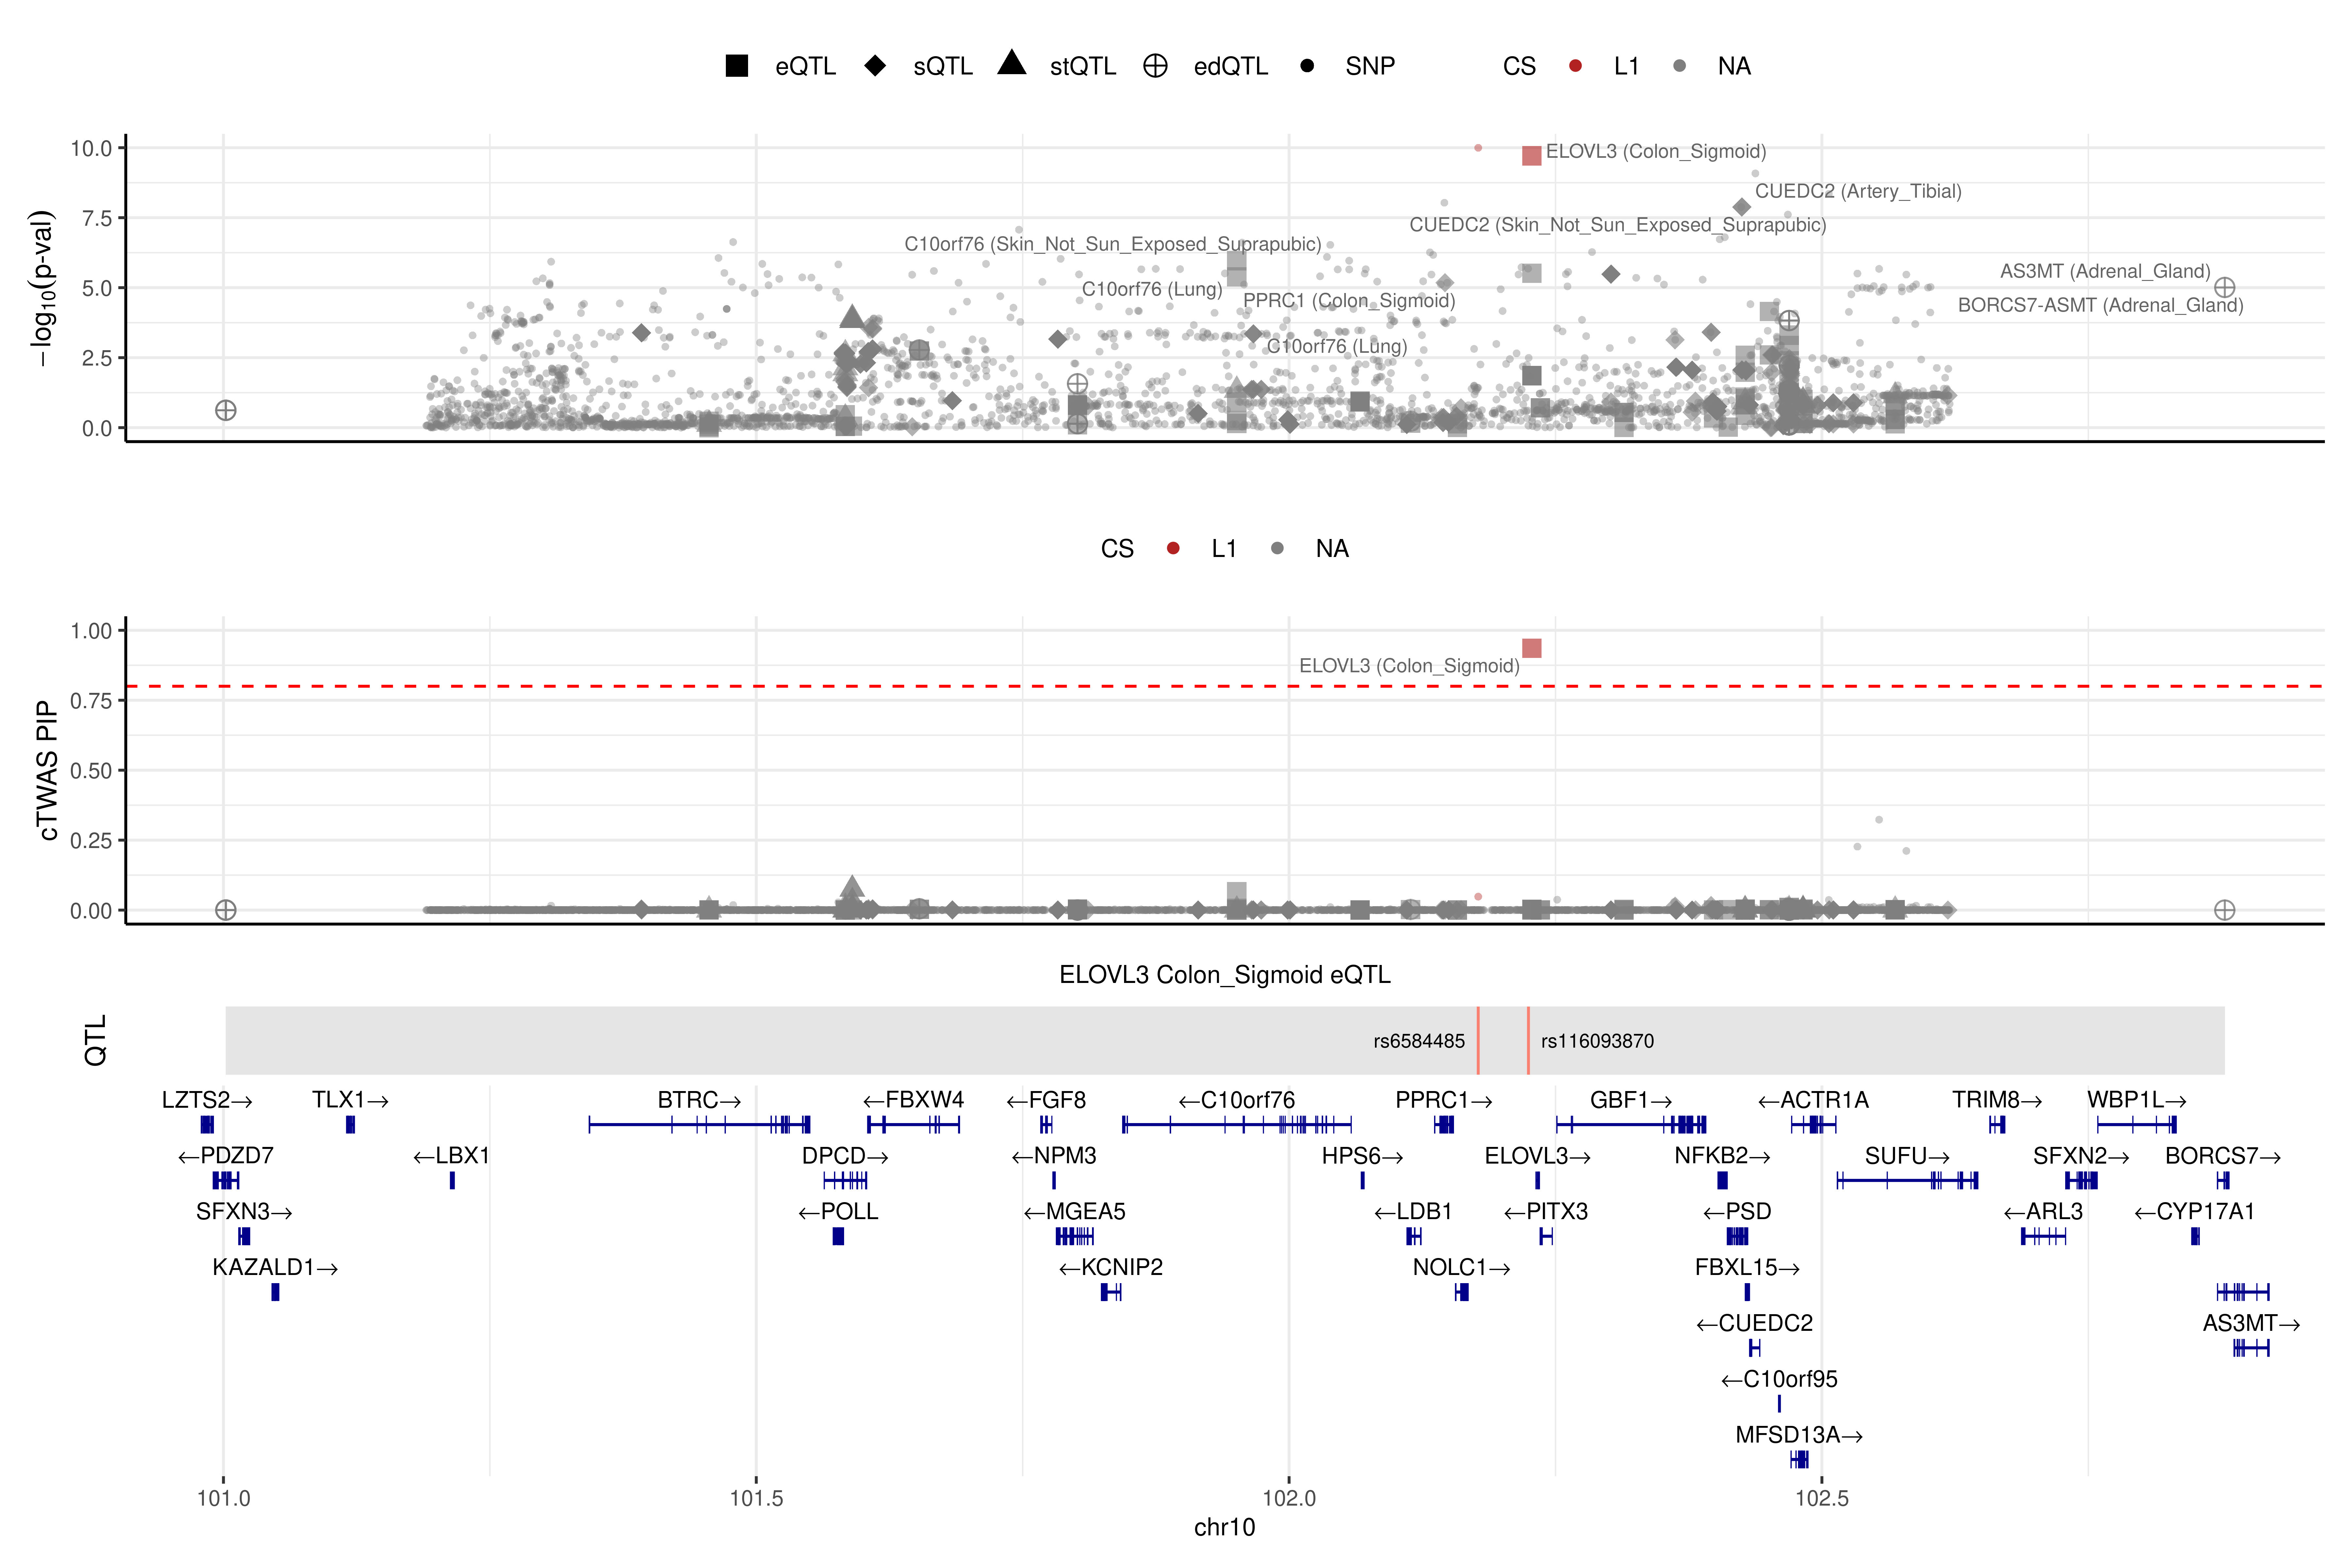 eQTL sQTL stQTL edQTL SNP CS L1 NA
−log10(p-val)
10.0
7.5
5.0
2.5
0.0
ELOVL3 (Colon_Sigmoid)
CUEDC2 (Artery_Tibial)
CUEDC2 (Skin_Not_Sun_Exposed_Suprapubic)
C10orf76 (Skin_Not_Sun_Exposed_Suprapubic)
AS3MT (Adrenal_Gland)
C10orf76 (Lung)
PPRC1 (Colon_Sigmoid)
BORCS7-ASMT (Adrenal_Gland)
C10orf76 (Lung)
CS L1 NA
cTWAS PIP
1.00
0.75
0.50
0.25
0.00
ELOVL3 (Colon_Sigmoid)
ELOVL3 Colon_Sigmoid eQTL
QTL
rs6584485 rs116093870
LZTS2→ TLX1→ BTRC→ ←FBXW4 ←FGF8 ←C10orf76 PPRC1→ GBF1→ ←ACTR1A TRIM8→ WBP1L→
←PDZD7 ←LBX1 DPCD→ ←NPM3 HPS6→ ELOVL3→ NFKB2→ SUFU→ SFXN2→ BORCS7→
SFXN3→ ←POLL ←MGEA5 ←LDB1 ←PITX3 ←PSD ←ARL3 ←CYP17A1
KAZALD1→ ←KCNIP2 NOLC1→ FBXL15→
←CUEDC2 AS3MT→
←C10orf95
MFSD13A→
101.0 101.5 102.0 102.5
chr10